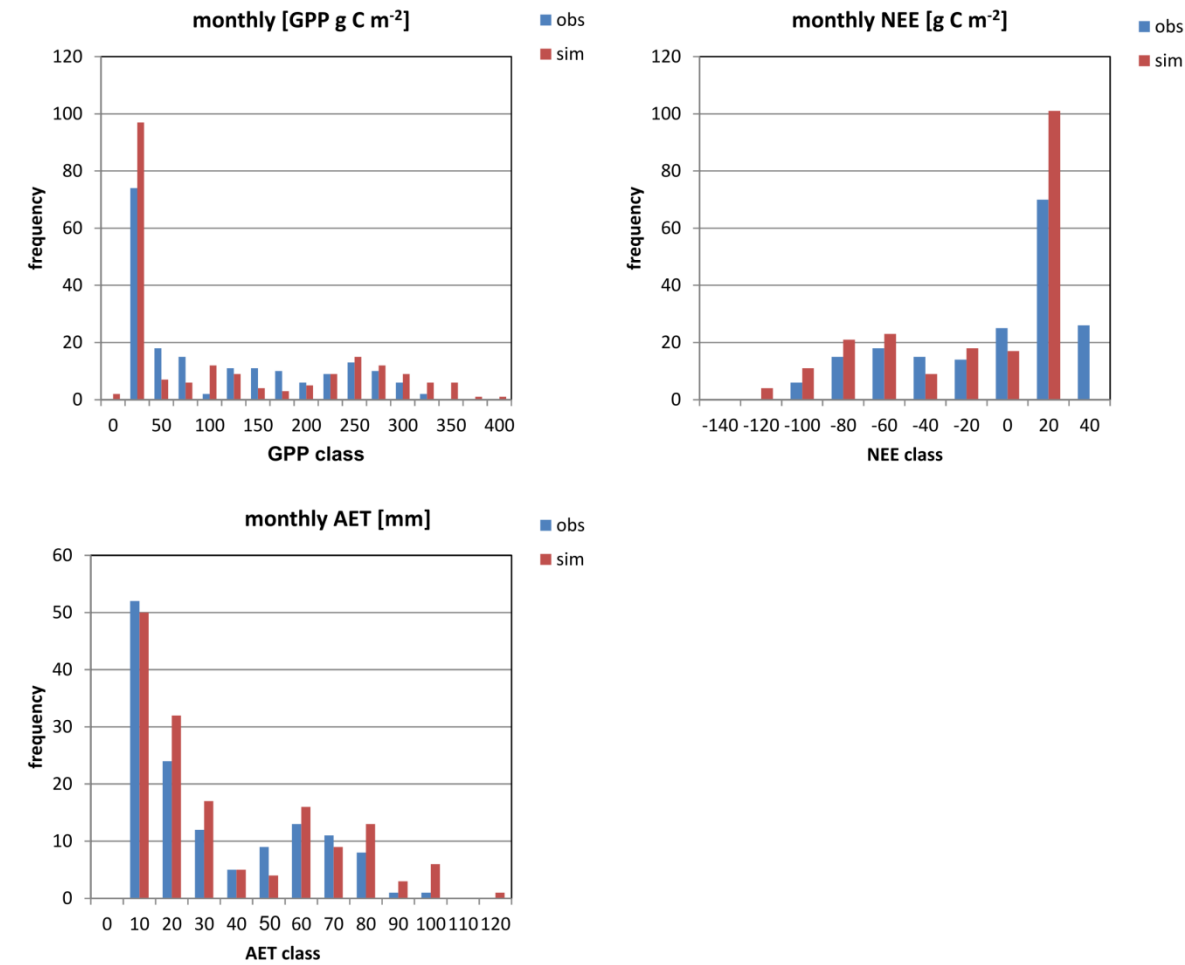 monthly [GPP g C m-2]
obs
sim
120
100
80
60
40
20
0
frequency
0 50 100 150 200 250 300 350 400
GPP class
monthly NEE [g C m-2]
obs
sim
120
100
80
60
40
20
0
frequency
-140 -120 -100 -80 -60 -40 -20 0 20 40
NEE class
monthly AET [mm]
obs
sim
60
50
40
30
20
10
0
frequency
0 10 20 30 40 50 60 70 80 90 100 110 120
AET class